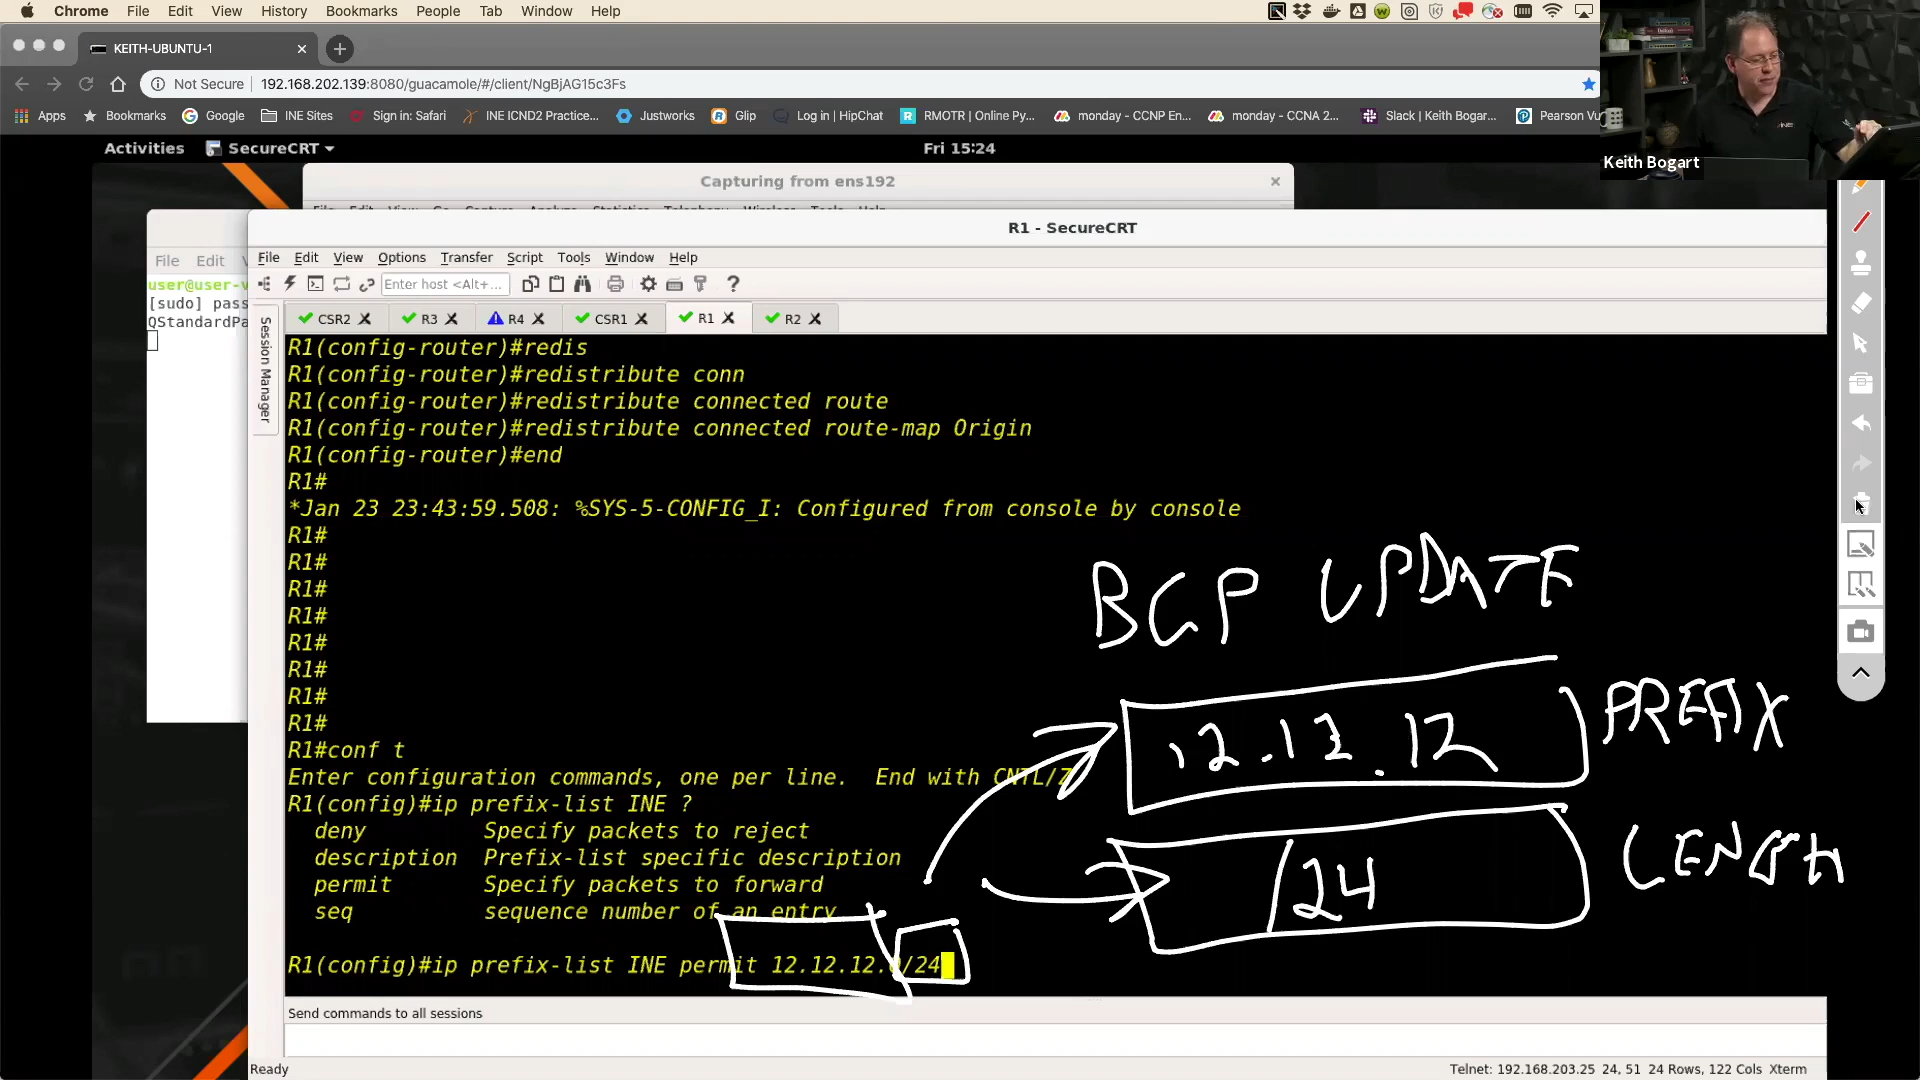 Chrome File Edit View History Bookmarks People Tab Window Help
KEITH-UBUNTU-1
Not Secure 192.168.202.139:8080/guacamole/#/client/NgBjAG15c3Fs
Apps Bookmarks Google INE Sites Sign in: Safari INE ICND2 Practice... Justworks Glip Log in | HipChat RMOTR | Online Py... monday - CCNP En... monday - CCNA 2... Slack | Keith Bogar... Pearson Vu
Keith Bogart
Activities SecureCRT Fri 15:24
Capturing from ens192
R1 - SecureCRT
File Edit
File Edit View Options Transfer Script Tools Window Help
user@user-v
[sudo] pass
QStandardPa
Enter host <Alt+...
Session Manager
CSR2 R3 R4 CSR1 R1 R2
R1(config-router)#redis
R1(config-router)#redistribute conn
R1(config-router)#redistribute connected route
R1(config-router)#redistribute connected route-map Origin
R1(config-router)#end
R1#
*Jan 23 23:43:59.508: %SYS-5-CONFIG_I: Configured from console by console
R1#
R1#
R1#
R1#
R1#
R1#
R1#
R1#
R1#conf t
Enter configuration commands, one per line. End with CNTL/Z
R1(config)#ip prefix-list INE ?
deny Specify packets to reject
description Prefix-list specific description
permit Specify packets to forward
seq sequence number of an entry
R1(config)#ip prefix-list INE permit 12.12.12.0/24
BGP UPDATE
12.12.12 PREFIX
/24 LENGTH
Send commands to all sessions
Ready Telnet: 192.168.203.25 24, 51 24 Rows, 122 Cols Xterm